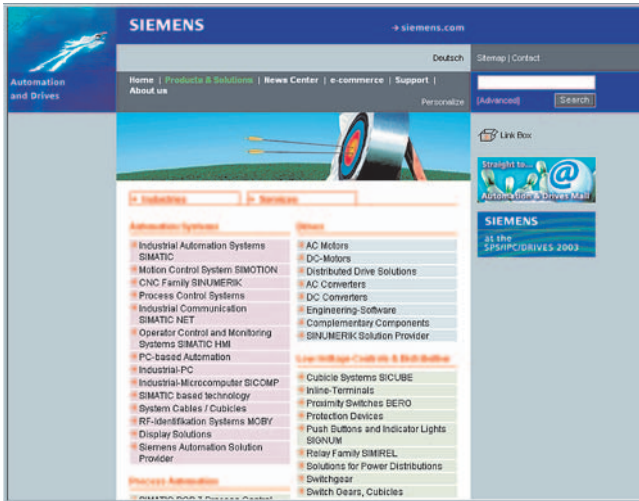 SIEMENS
→ siemens.com
Automation
and Drives
Deutsch
Sitemap | Contact
Home | Products & Solutions | News Center | e-commerce | Support |
About us
Personalize
[Advanced]
Search
Link Box
Straight to...
@
Automation & Drives Mail
SIEMENS
at the
SPS/IPC/DRIVES 2003
Industries
Services
Automation Systems
Industrial Automation Systems
SIMATIC
Motion Control System SIMOTION
CNC Family SINUMERIK
Process Control Systems
Industrial Communication
SIMATIC NET
Operator Control and Monitoring
Systems SIMATIC HMI
PC-based Automation
Industrial-PC
Industrial-Microcomputer SICOMP
SIMATIC based technology
System Cables / Cubicles
RF-Identifikation Systems MOBY
Display Solutions
Siemens Automation Solution
Provider
Process Automation
Drives
AC Motors
DC-Motors
Distributed Drive Solutions
AC Converters
DC Converters
Engineering-Software
Complementary Components
SINUMERIK Solution Provider
Low-Voltage Controls & Distribution
Cubicle Systems SICUBE
Inline-Terminals
Proximity Switches BERO
Protection Devices
Push Buttons and Indicator Lights
SIGNUM
Relay Family SIMIREL
Solutions for Power Distributions
Switchgear
Switch Gears, Cubicles